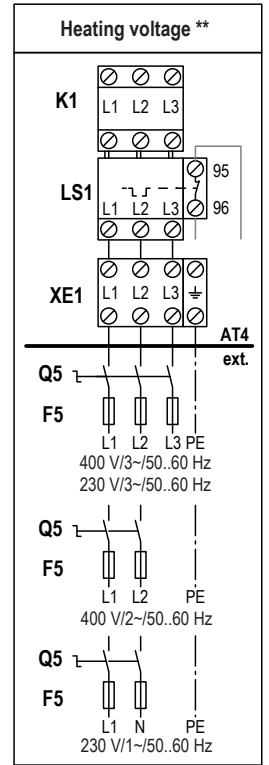 Heating voltage **
K1
L1 L2 L3
95
LS1
L1 L2 L3
96
XE1
L1 L2 L3
AT4
ext.
Q5
F5
L1 L2 L3 PE
400 V/3~/50..60 Hz
230 V/3~/50..60 Hz
Q5
F5
L1 L2 PE
400 V/2~/50..60 Hz
Q5
F5
L1 N PE
230 V/1~/50..60 Hz